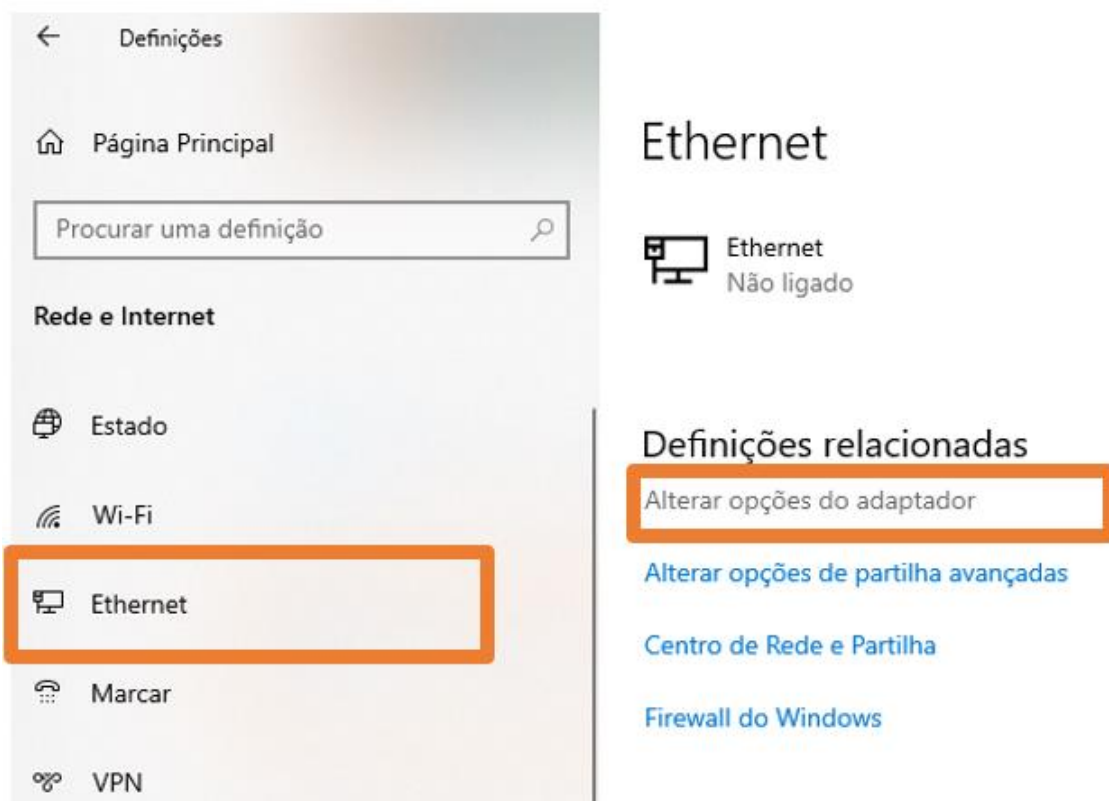 Definições
Página Principal
Procurar uma definição
Rede e Internet
Estado
Wi-Fi
Ethernet
Marcar
VPN
Ethernet
Ethernet
Não ligado
Definições relacionadas
Alterar opções do adaptador
Alterar opções de partilha avançadas
Centro de Rede e Partilha
Firewall do Windows